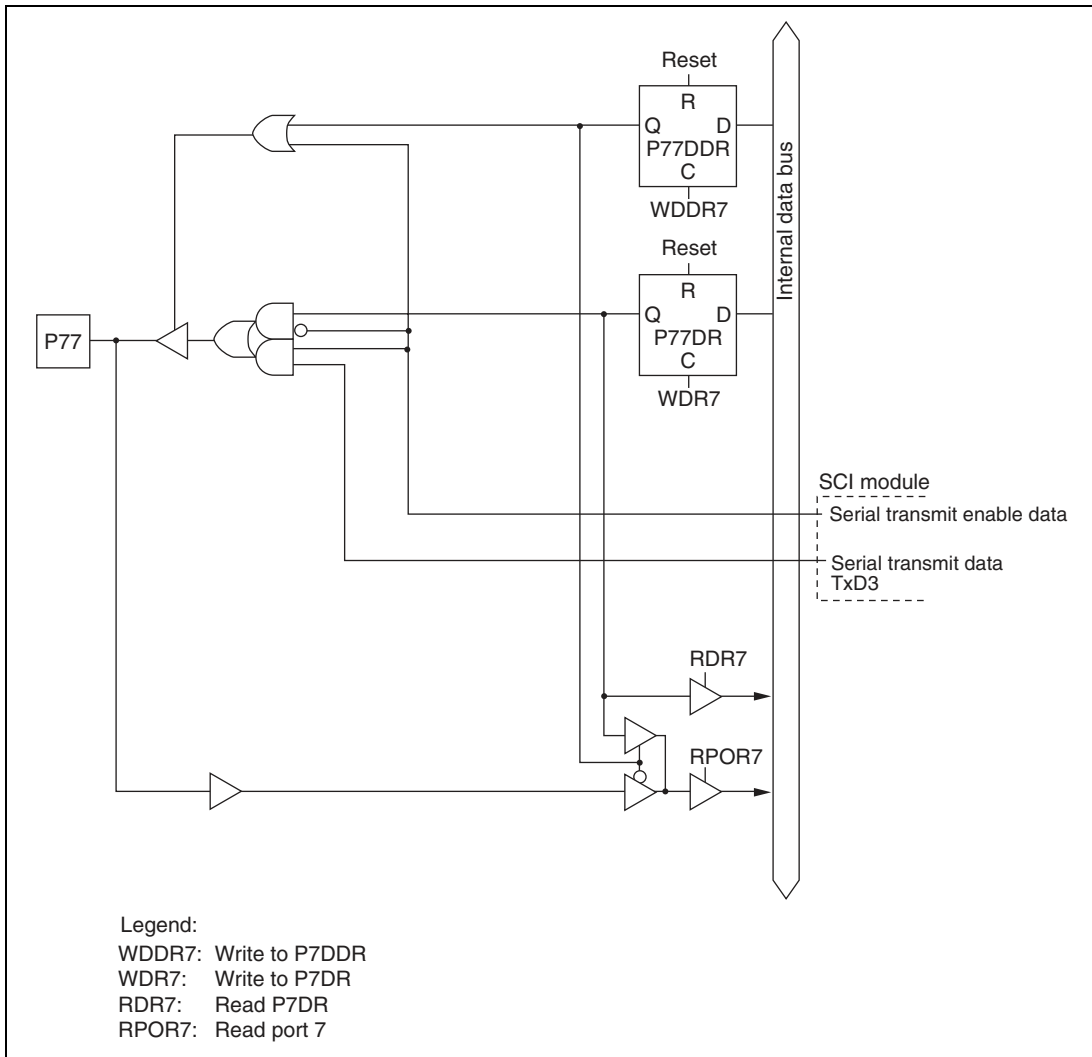 Reset
R
Q D
P77DDR
C
WDDR7
Internal data bus
Reset
R
Q D
P77DR
C
WDR7
P77
SCI module
Serial transmit enable data
Serial transmit data
TxD3
RDR7
RPOR7
Legend:
WDDR7: Write to P7DDR
WDR7: Write to P7DR
RDR7: Read P7DR
RPOR7: Read port 7